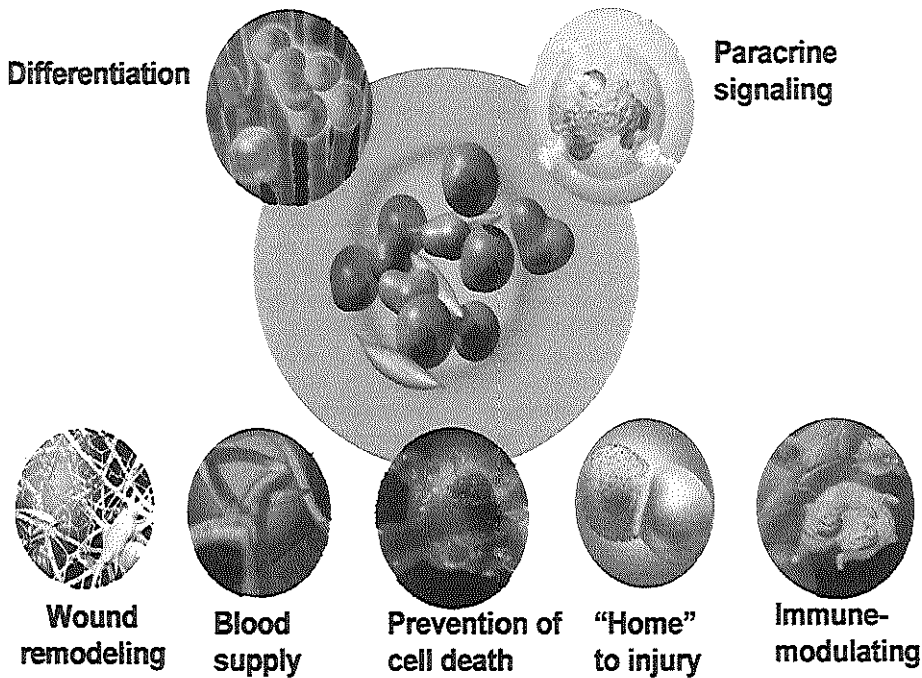 Differentiation
Paracrine
signaling
Wound
remodeling
Blood
supply
Prevention of
cell death
“Home”
to injury
Immune-
modulating